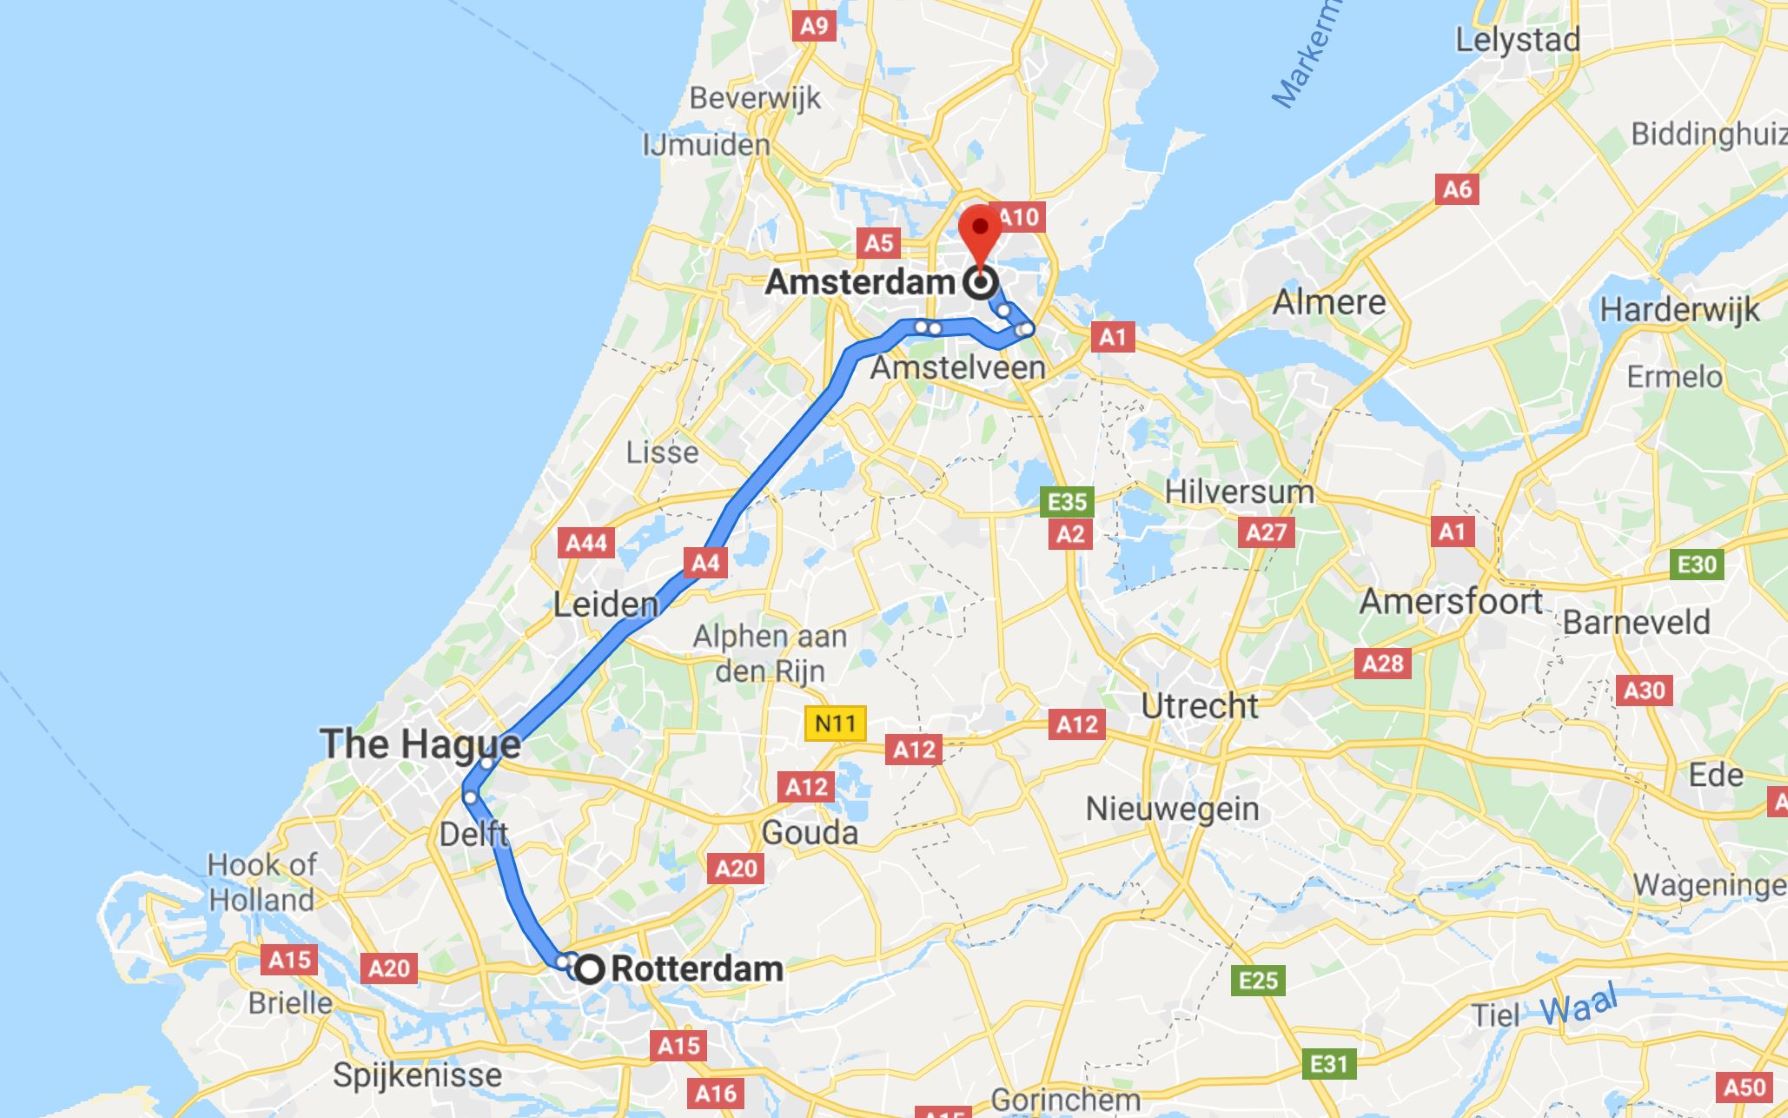 A9
Lelystad
Markerm
Beverwijk
Biddinghuiz
IJmuiden
A6
A10
A5
Amsterdam
Almere
Harderwijk
A1
Amstelveen
Ermelo
Lisse
Hilversum
E35
A2
A27
A1
A44
A4
E30
Leiden
Amersfoort
Barneveld
Alphen aan
den Rijn
A28
A30
Utrecht
N11
A12
The Hague
A12
Ede
A12
A
Nieuwegein
Delft
Gouda
Hook of
Holland
A20
Wageninge
A15
A20
Rotterdam
E25
Brielle
Tiel
Waal
A15
Spijkenisse
E31
A16
Gorinchem
A50
A15